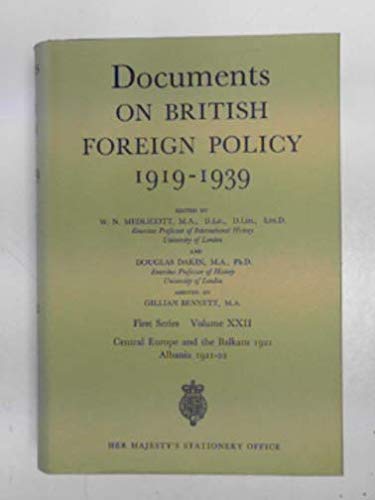 Documents
ON BRITISH
FOREIGN POLICY
1919-1939
EDITED BY
W. N. MEDLICOTT, M.A., D.Lit., D.Litt., Litt.D.
Emeritus Professor of International History
University of London
AND
DOUGLAS DAKIN, M.A., Ph.D.
Emeritus Professor of History
University of London
ASSISTED BY
GILLIAN BENNETT, M.A.
First Series Volume XXII
Central Europe and the Balkans 1921
Albania 1921-22
HER MAJESTY'S STATIONERY OFFICE